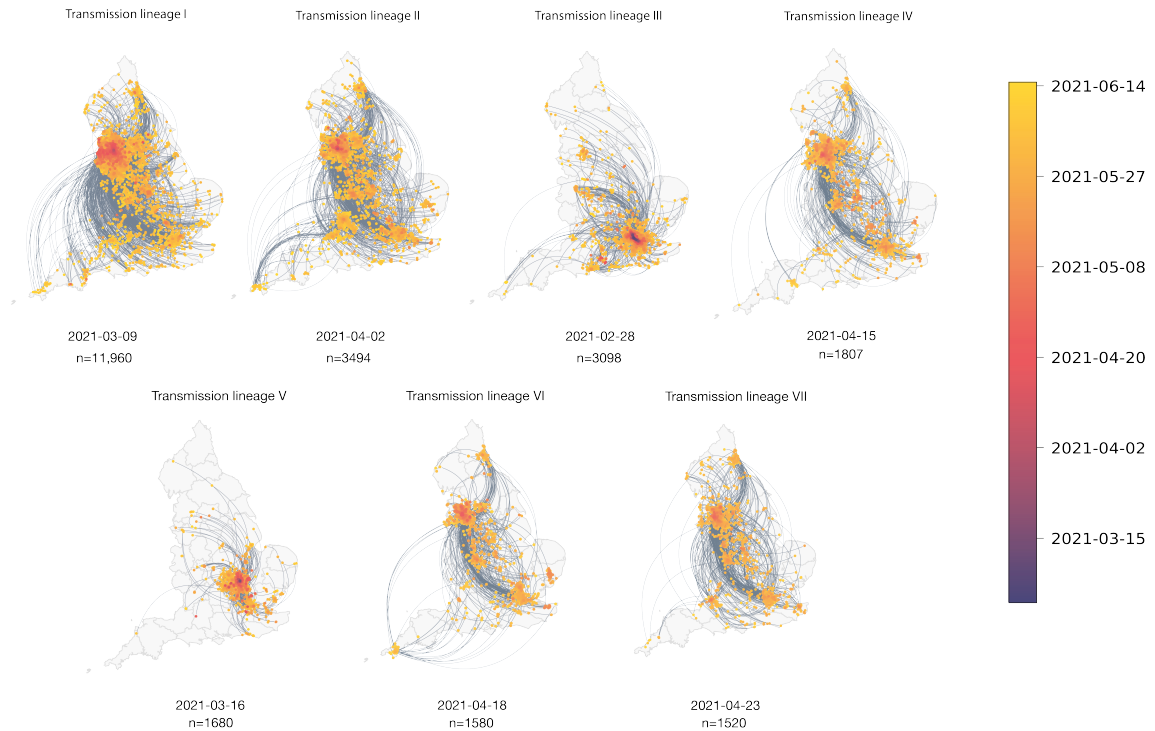 Transmission lineage I
Transmission lineage II
Transmission lineage III
Transmission lineage IV
2021-03-09
n=11,960
2021-04-02
n=3494
2021-02-28
n=3098
2021-04-15
n=1807
Transmission lineage V
Transmission lineage VI
Transmission lineage VII
2021-03-16
n=1680
2021-04-18
n=1580
2021-04-23
n=1520
2021-06-14
2021-05-27
2021-05-08
2021-04-20
2021-04-02
2021-03-15